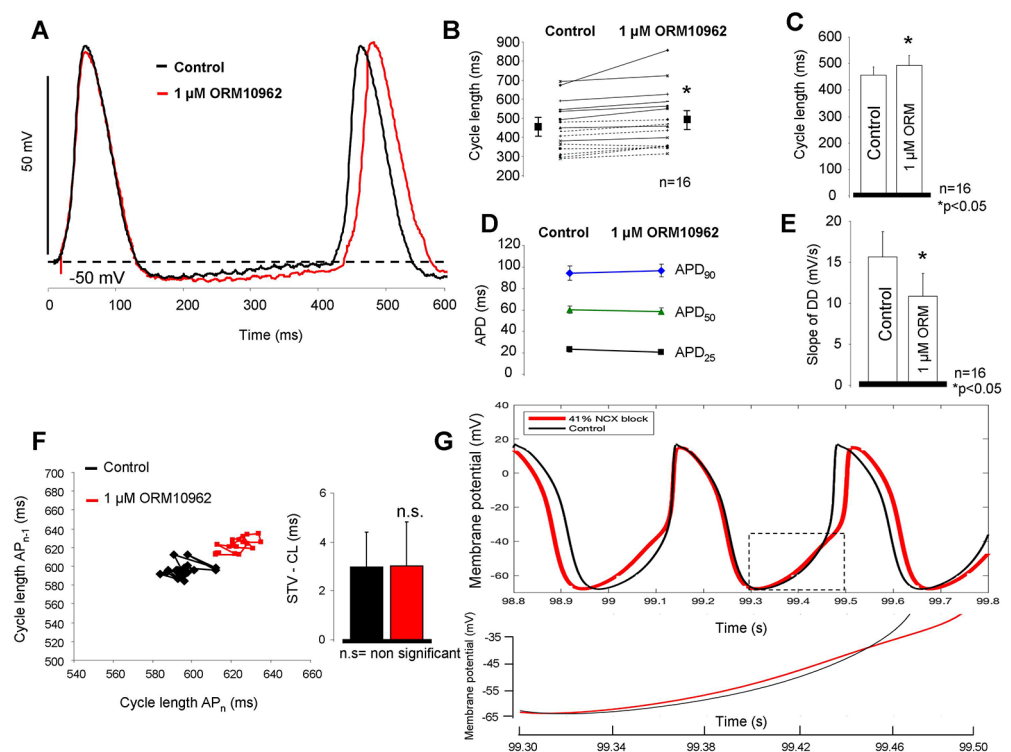 A
Control
1 µM ORM10962
50 mV
-50 mV
0 100 200 300 400 500 600
Time (ms)
B
Control 1 µM ORM10962
Cycle length (ms)
900
800
700
600
500
400
300
200
*
n=16
C
Cycle length (ms)
600
500
400
300
200
100
0
*
Control
1 µM ORM
n=16
*p<0.05
D
Control 1 µM ORM10962
APD (ms)
120
100
80
60
40
20
0
APD90
APD50
APD25
E
Slope of DD (mV/s)
20
15
10
5
0
*
Control
1 µM ORM
n=16
*p<0.05
F
Control
1 µM ORM10962
Cycle length APn-1 (ms)
700
680
660
640
620
600
580
560
540
520
500
540 560 580 600 620 640 660
Cycle length APn (ms)
STV - CL (ms)
6
4
2
0
n.s.
n.s= non significant
G
41% NCX block
Control
Membrane potential (mV)
40
20
0
-20
-40
-60
98.8 98.9 99 99.1 99.2 99.3 99.4 99.5 99.6 99.7 99.8
Time (s)
Membrane potential (mV)
-35
-45
-55
-65
Time (s)
99.30 99.34 99.38 99.42 99.46 99.50